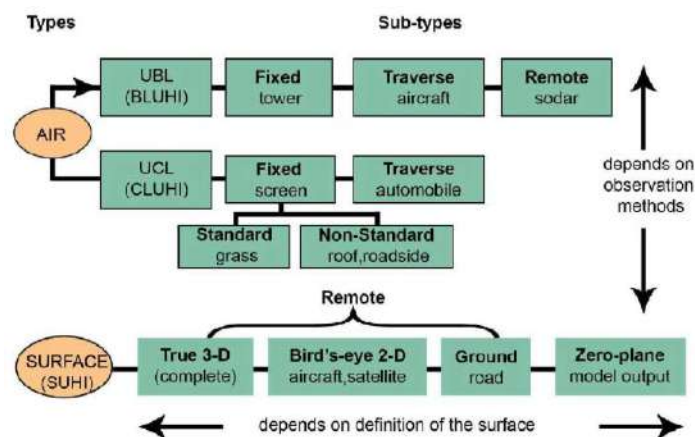 Types Sub-types
UBL
(BLUHI)
Fixed
tower
Traverse
aircraft
Remote
sodar
AIR
UCL
(CLUHI)
Fixed
screen
Traverse
automobile
depends on
observation
methods
Standard
grass
Non-Standard
roof,roadside
Remote
SURFACE
(SUHI)
True 3-D
(complete)
Bird's-eye 2-D
aircraft,satellite
Ground
road
Zero-plane
model output
depends on definition of the surface